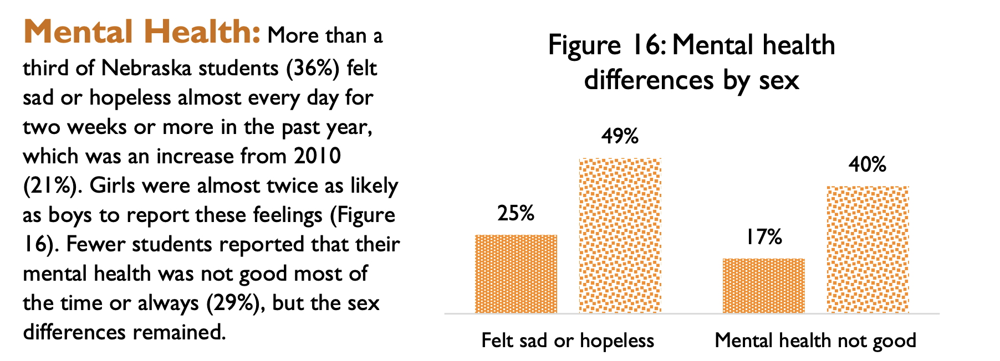 Mental Health: More than a
third of Nebraska students (36%) felt
sad or hopeless almost every day for
two weeks or more in the past year,
which was an increase from 2010
(21%). Girls were almost twice as likely
as boys to report these feelings (Figure
16). Fewer students reported that their
mental health was not good most of
the time or always (29%), but the sex
differences remained.
Figure 16: Mental health
differences by sex
25%
49%
17%
40%
Felt sad or hopeless
Mental health not good